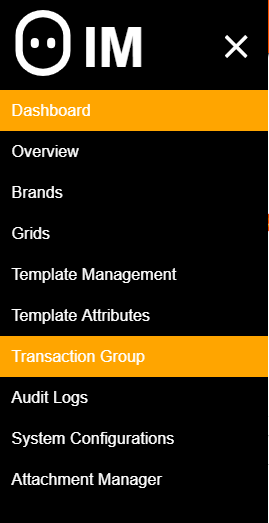 IM
Dashboard
Overview
Brands
Grids
Template Management
Template Attributes
Transaction Group
Audit Logs
System Configurations
Attachment Manager